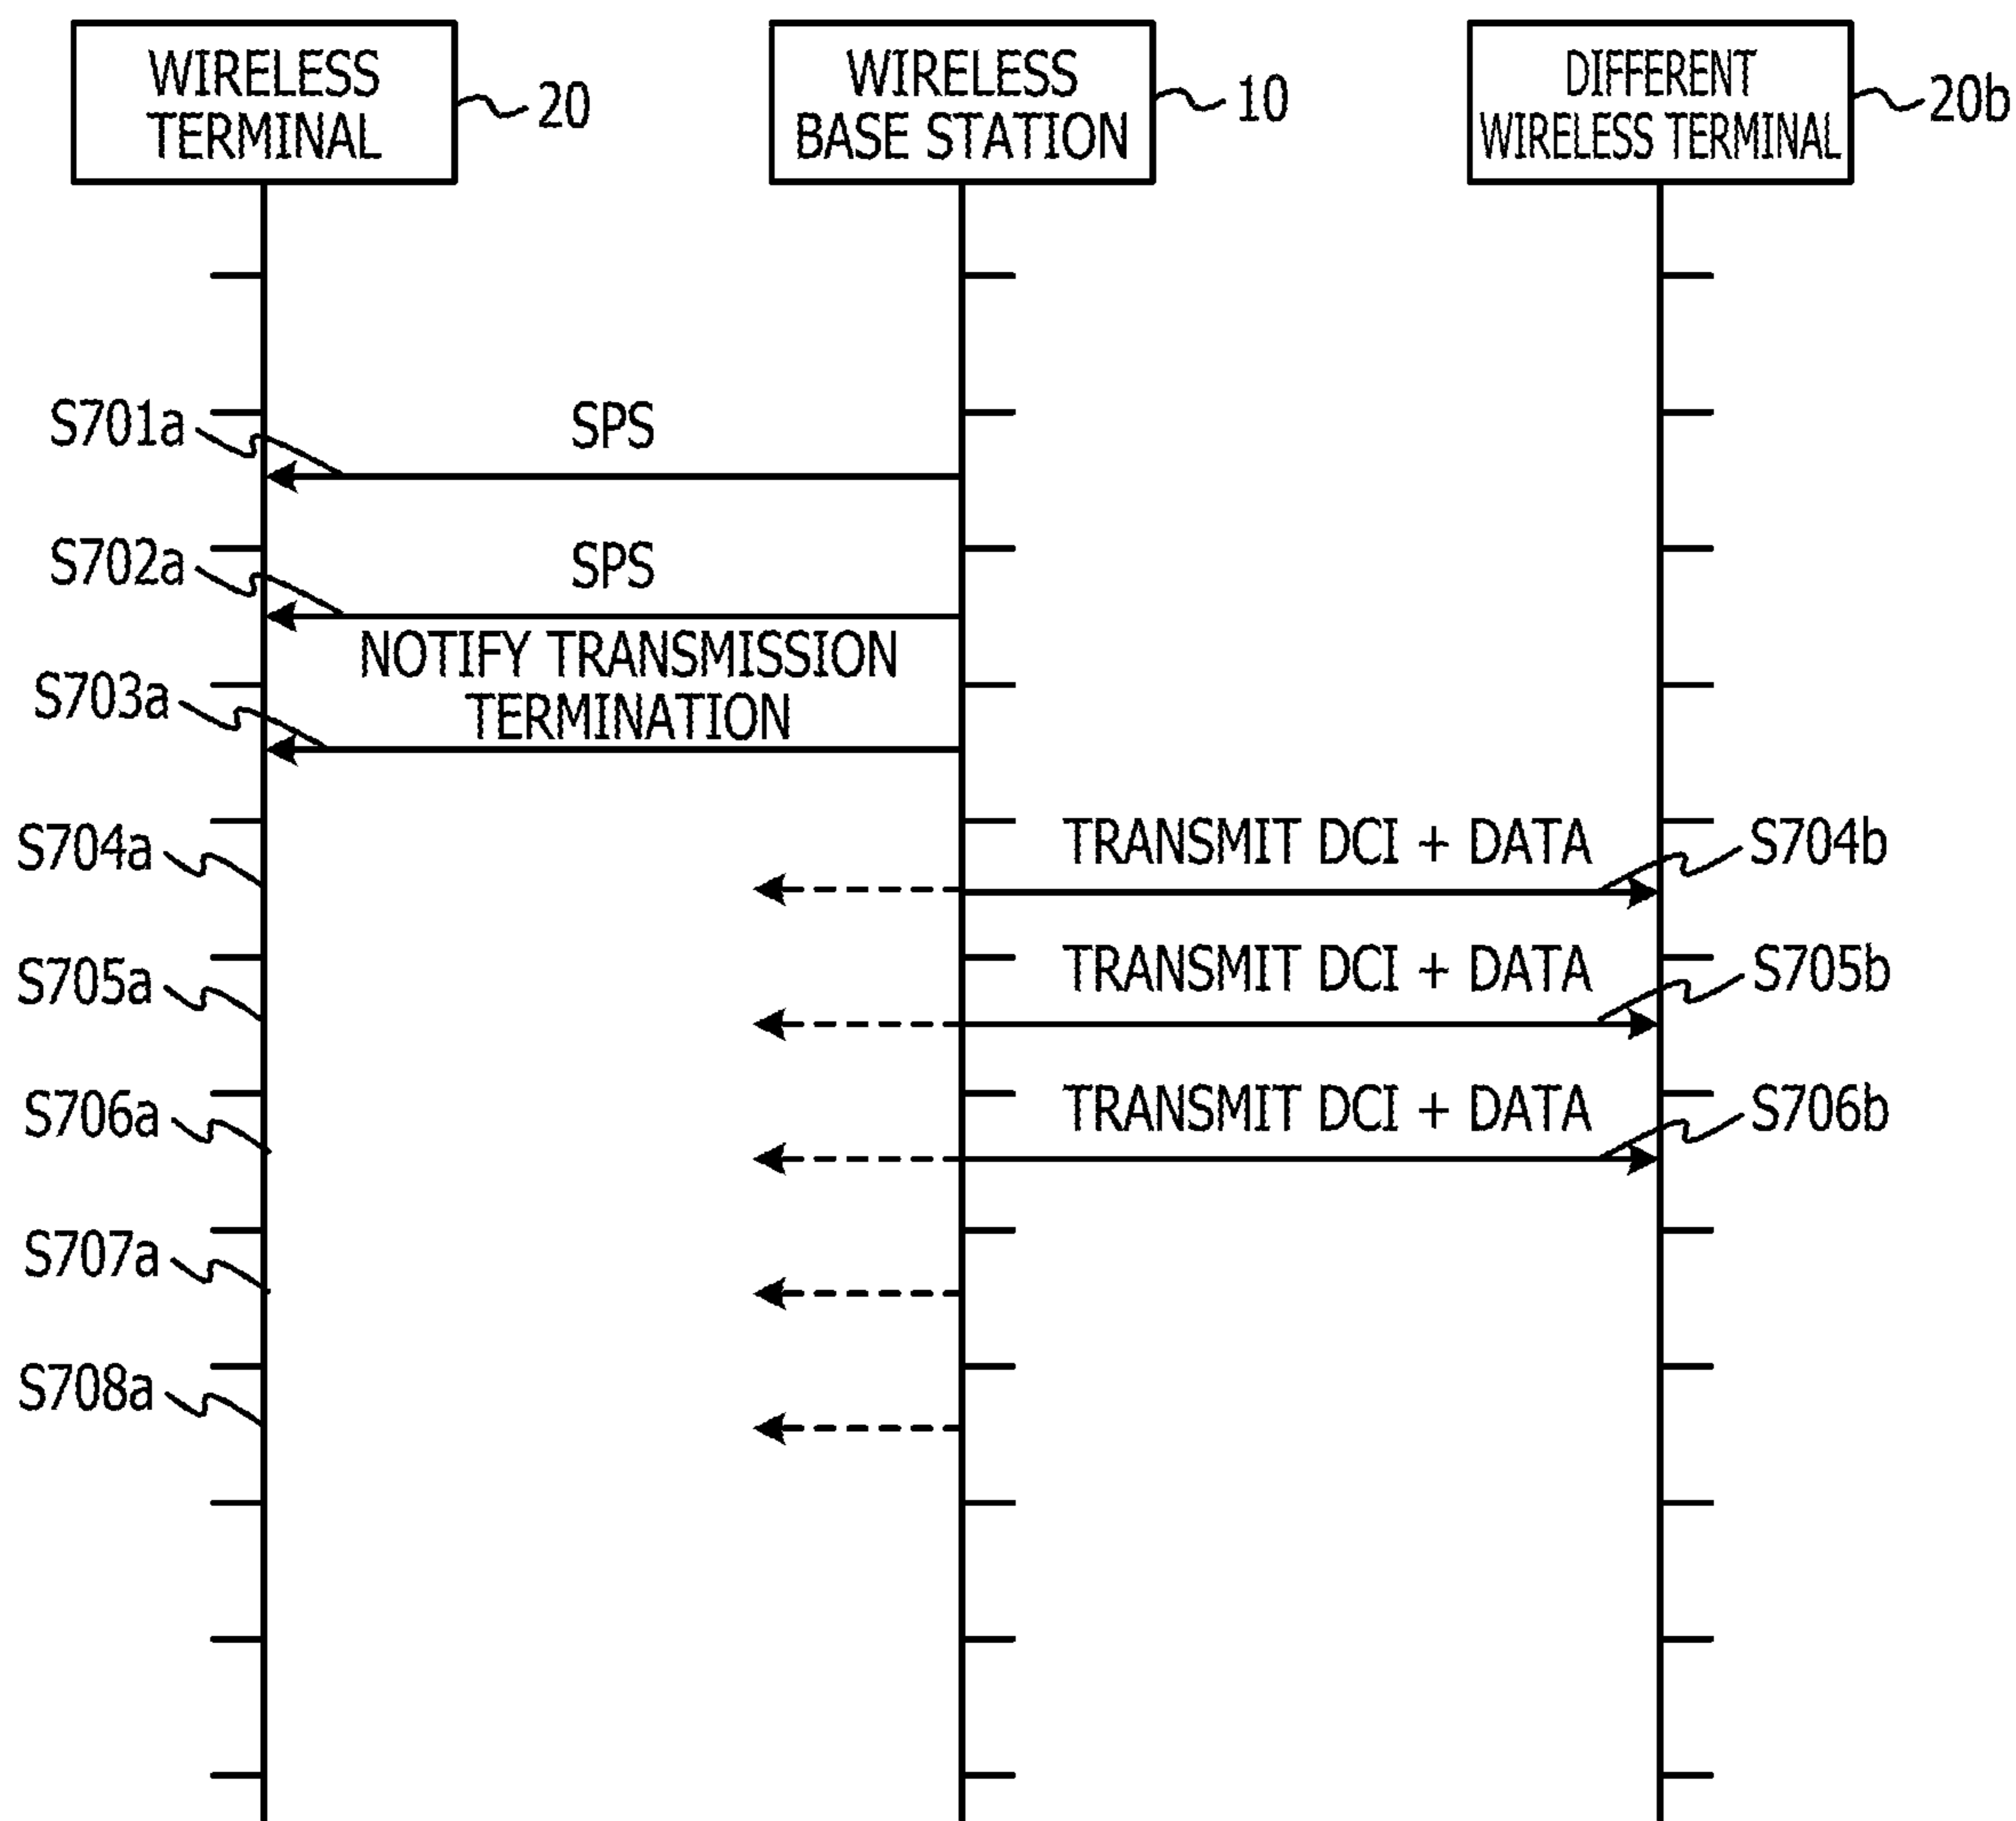 WIRELESS
TERMINAL
20
WIRELESS
BASE STATION
10
DIFFERENT
WIRELESS TERMINAL
20b
S701a
SPS
S702a
SPS
S703a
NOTIFY TRANSMISSION
TERMINATION
S704a
TRANSMIT DCI + DATA
S704b
S705a
TRANSMIT DCI + DATA
S705b
S706a
TRANSMIT DCI + DATA
S706b
S707a
S708a